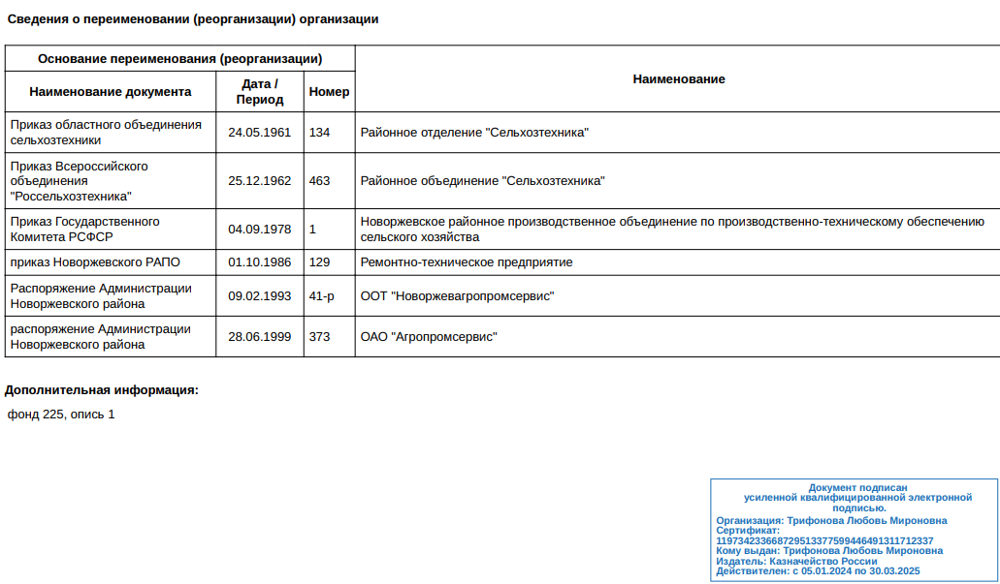 Сведения о переименовании (реорганизации) организации
Основание переименования (реорганизации)
Наименование
Наименование документа
Дата /
Период
Номер
Приказ областного объединения
сельхозтехники
24.05.1961
134
Районное отделение "Сельхозтехника"
Приказ Всероссийского
объединения
"Россельхозтехника"
25.12.1962
463
Районное объединение "Сельхозтехника"
Приказ Государственного
Комитета РСФСР
04.09.1978
1
Новоржевское районное производственное объединение по производственно-техническому обеспечению
сельского хозяйства
приказ Новоржевского РАПО
01.10.1986
129
Ремонтно-техническое предприятие
Распоряжение Администрации
Новоржевского района
09.02.1993
41-р
ООТ "Новоржевагропромсервис"
распоряжение Администрации
Новоржевского района
28.06.1999
373
ОАО "Агропромсервис"
Дополнительная информация:
фонд 225, опись 1
Документ подписан
усиленной квалифицированной электронной
подписью.
Организация: Трифонова Любовь Мироновна
Сертификат:
119734233668729513377599446491311712337
Кому выдан: Трифонова Любовь Мироновна
Издатель: Казначейство России
Действителен: с 05.01.2024 по 30.03.2025